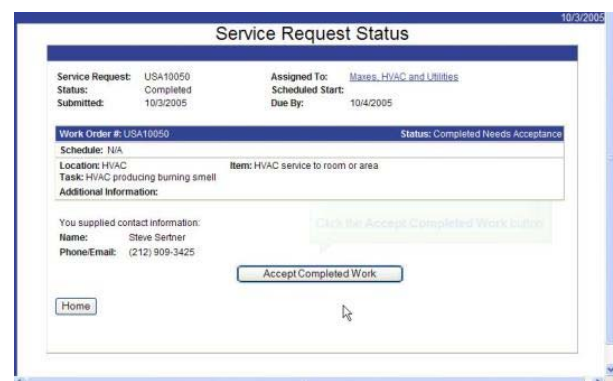 10/3/2005
Service Request Status
Service Request: USA10050 Assigned To: Maxes, HVAC and Utilities
Status: Completed Scheduled Start:
Submitted: 10/3/2005 Due By: 10/4/2005
Work Order #: USA10050 Status: Completed Needs Acceptance
Schedule: N/A
Location: HVAC Item: HVAC service to room or area
Task: HVAC producing burning smell
Additional Information:
You supplied contact information:
Click the Accept Completed Work button
Name: Steve Sertner
Phone/Email: (212) 909-3425
Accept Completed Work
Home